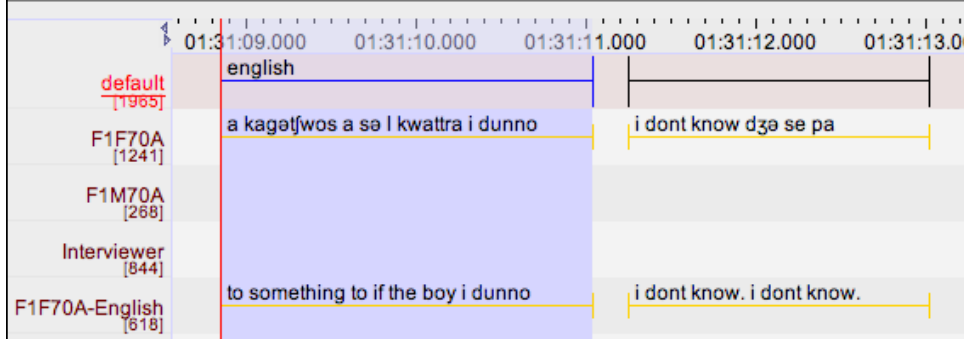 01:31:09.000 01:31:10.000 01:31:11.000 01:31:12.000 01:31:13.0
default english
[1965]
F1F70A a kagətʃwos a sə l kwattra i dunno i dont know dʒə se pa
[1241]
F1M70A
[268]
Interviewer
[844]
F1F70A-English to something to if the boy i dunno i dont know. i dont know.
[618]